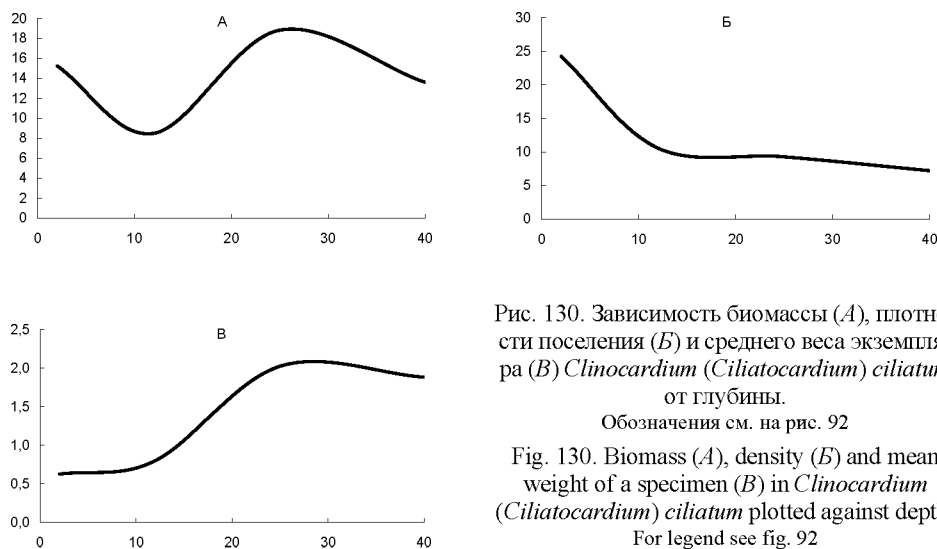 А
20
18
16
14
12
10
8
6
4
2
0
0 10 20 30 40
Б
30
25
20
15
10
5
0
0 10 20 30 40
В
2,5
2,0
1,5
1,0
0,5
0,0
0 10 20 30 40
Рис. 130. Зависимость биомассы (А), плотно
сти поселения (Б) и среднего веса экземпля
ра (В) Clinocardium (Ciliatocardium) ciliatu
от глубины.
Обозначения см. на рис. 92
Fig. 130. Biomass (А), density (Б) and mean
weight of a specimen (В) in Clinocardium
(Ciliatocardium) ciliatum plotted against dept
For legend see fig. 92